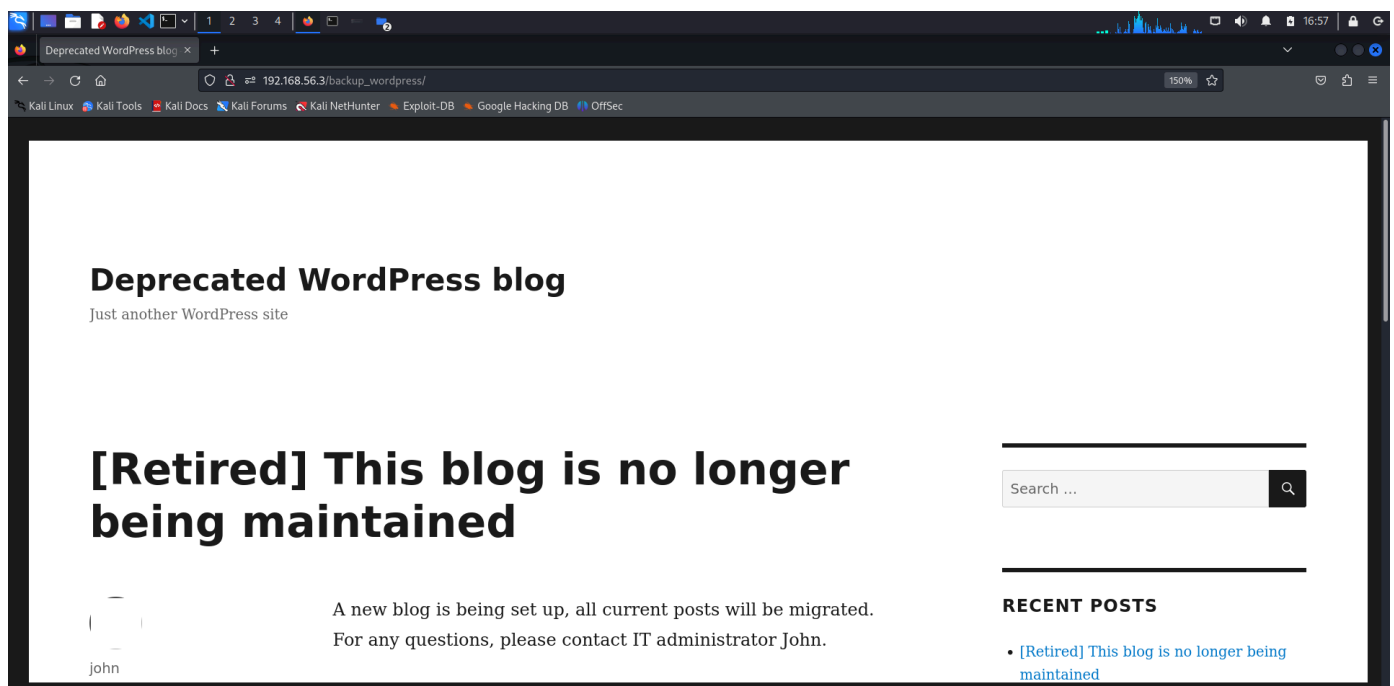 1 2 3 4
2
16:57
Deprecated WordPress blog
192.168.56.3/backup_wordpress/
150%
Kali Linux Kali Tools Kali Docs Kali Forums Kali NetHunter Exploit-DB Google Hacking DB OffSec
Deprecated WordPress blog
Just another WordPress site
[Retired] This blog is no longer
being maintained
john
A new blog is being set up, all current posts will be migrated.
For any questions, please contact IT administrator John.
Search ...
RECENT POSTS
[Retired] This blog is no longer being
maintained